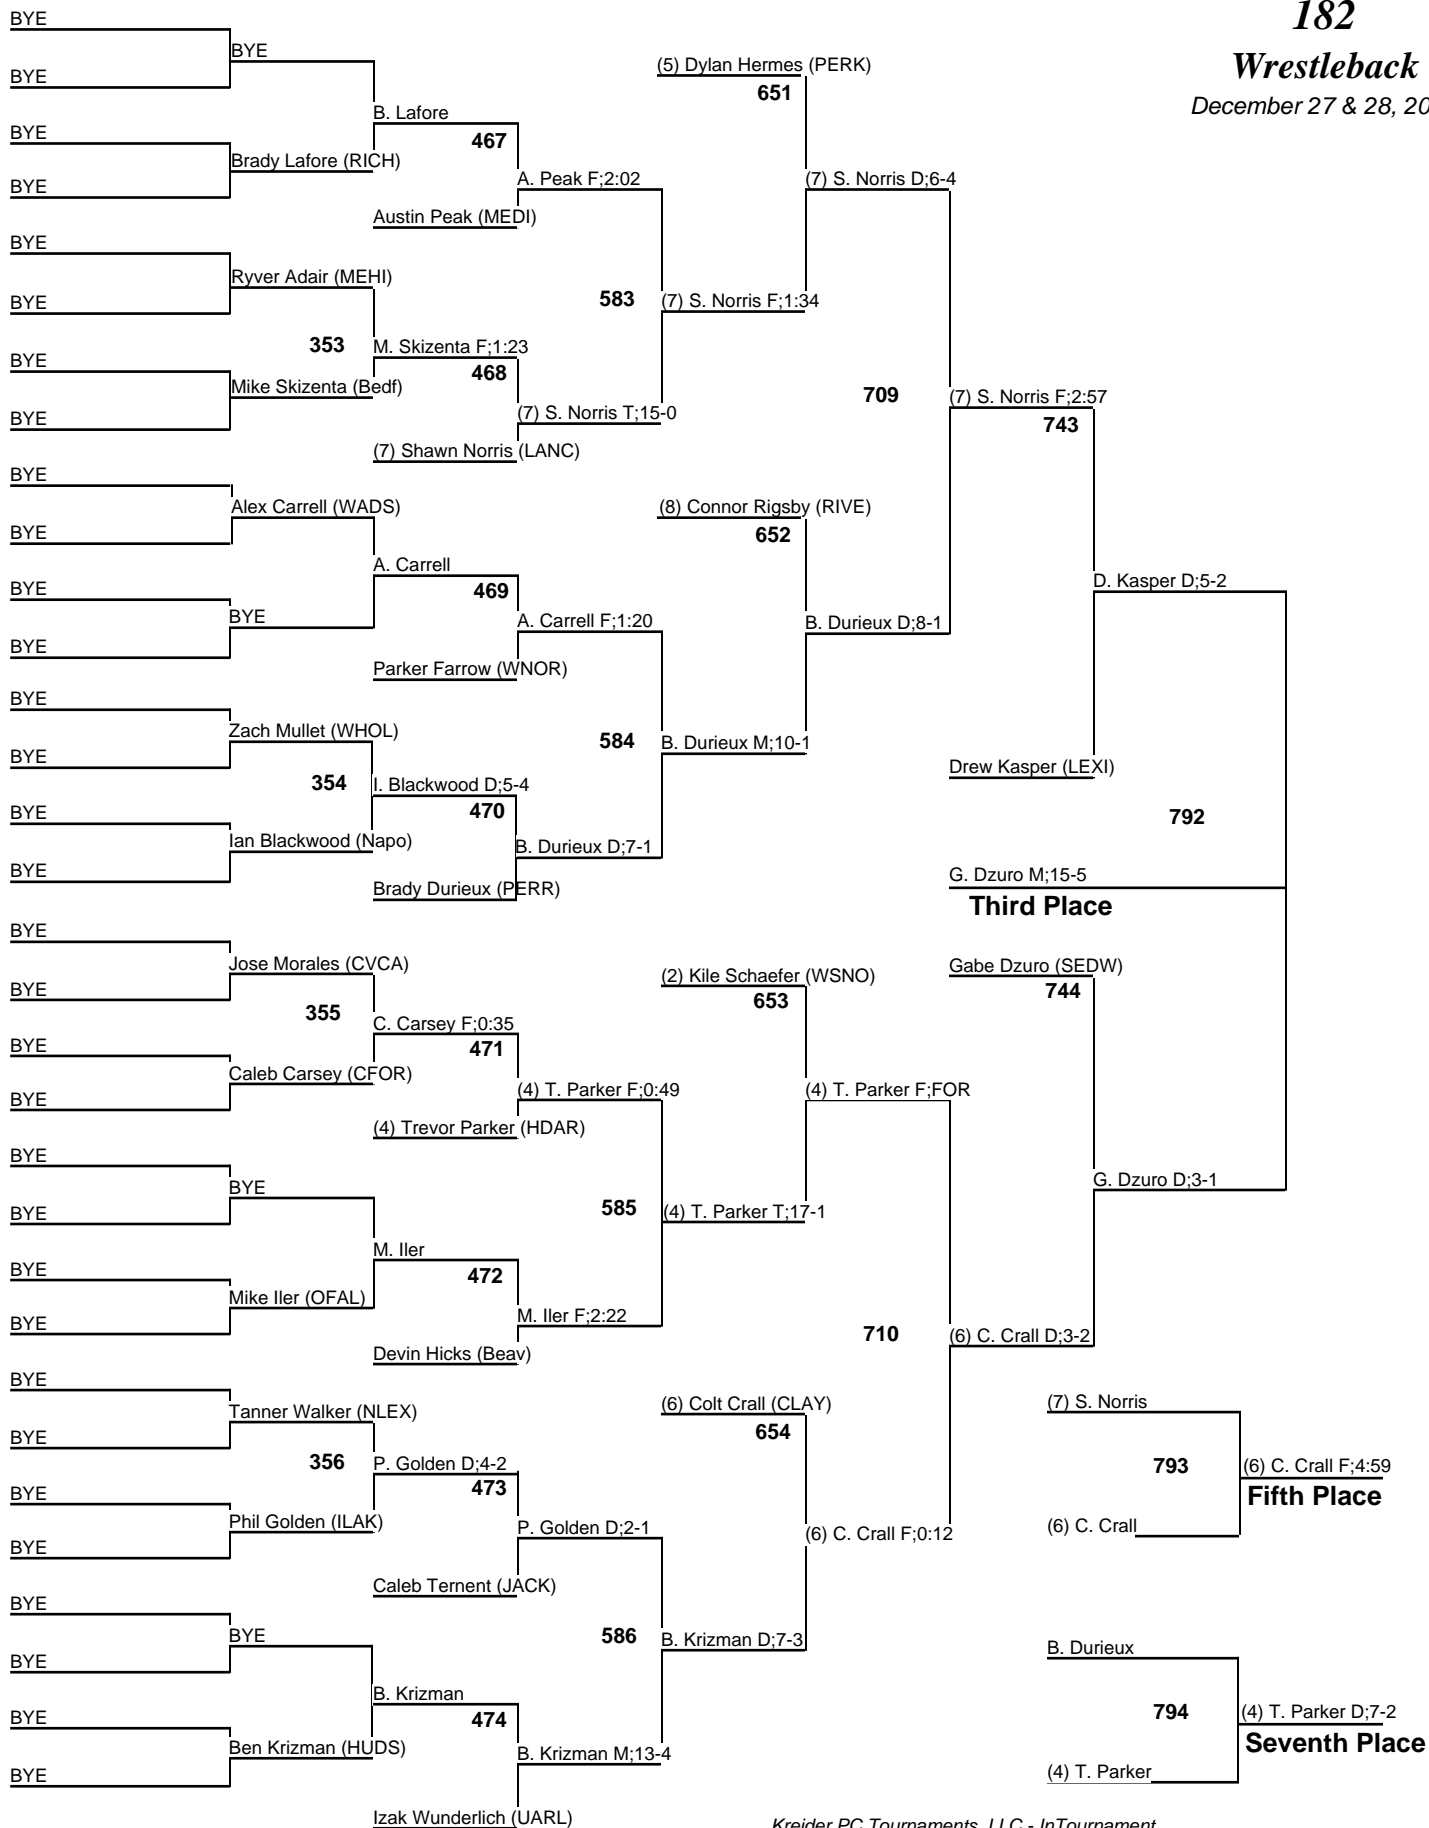 182
Wrestleback
December 27 & 28, 20
BYE
BYE
BYE
(5) Dylan Hermes (PERK)
BYE
651
B. Lafore
BYE
467
Brady Lafore (RICH)
A. Peak F;2:02
(7) S. Norris D;6-4
BYE
Austin Peak (MEDI)
BYE
Ryver Adair (MEHI)
BYE
583
(7) S. Norris F;1:34
353
M. Skizenta F;1:23
BYE
468
Mike Skizenta (Bedf)
709
(7) S. Norris F;2:57
BYE
(7) S. Norris T;15-0
743
(7) Shawn Norris (LANC)
BYE
Alex Carrell (WADS)
(8) Connor Rigsby (RIVE)
BYE
652
A. Carrell
D. Kasper D;5-2
BYE
469
BYE
A. Carrell F;1:20
B. Durieux D;8-1
BYE
Parker Farrow (WNOR)
BYE
Zach Mullet (WHOL)
584
B. Durieux M;10-1
BYE
Drew Kasper (LEXI)
354
I. Blackwood D;5-4
BYE
470
792
Ian Blackwood (Napo)
B. Durieux D;7-1
BYE
Brady Durieux (PERR)
G. Dzuro M;15-5
Third Place
BYE
Jose Morales (CVCA)
(2) Kile Schaefer (WSNO)
Gabe Dzuro (SEDW)
BYE
653
744
355
C. Carsey F;0:35
BYE
471
Caleb Carsey (CFOR)
(4) T. Parker F;0:49
(4) T. Parker F;FOR
BYE
(4) Trevor Parker (HDAR)
BYE
BYE
G. Dzuro D;3-1
BYE
585
(4) T. Parker T;17-1
M. Iler
BYE
472
Mike Iler (OFAL)
M. Iler F;2:22
BYE
710
(6) C. Crall D;3-2
Devin Hicks (Beav)
BYE
Tanner Walker (NLEX)
(6) Colt Crall (CLAY)
(7) S. Norris
BYE
654
356
P. Golden D;4-2
793
(6) C. Crall F;4:59
BYE
473
Fifth Place
Phil Golden (ILAK)
P. Golden D;2-1
(6) C. Crall F;0:12
(6) C. Crall
BYE
Caleb Ternent (JACK)
BYE
BYE
586
B. Krizman D;7-3
B. Durieux
BYE
B. Krizman
BYE
474
794
(4) T. Parker D;7-2
Ben Krizman (HUDS)
B. Krizman M;13-4
Seventh Place
BYE
(4) T. Parker
Izak Wunderlich (UARL)
Kreider PC Tournaments, LLC - InTournament